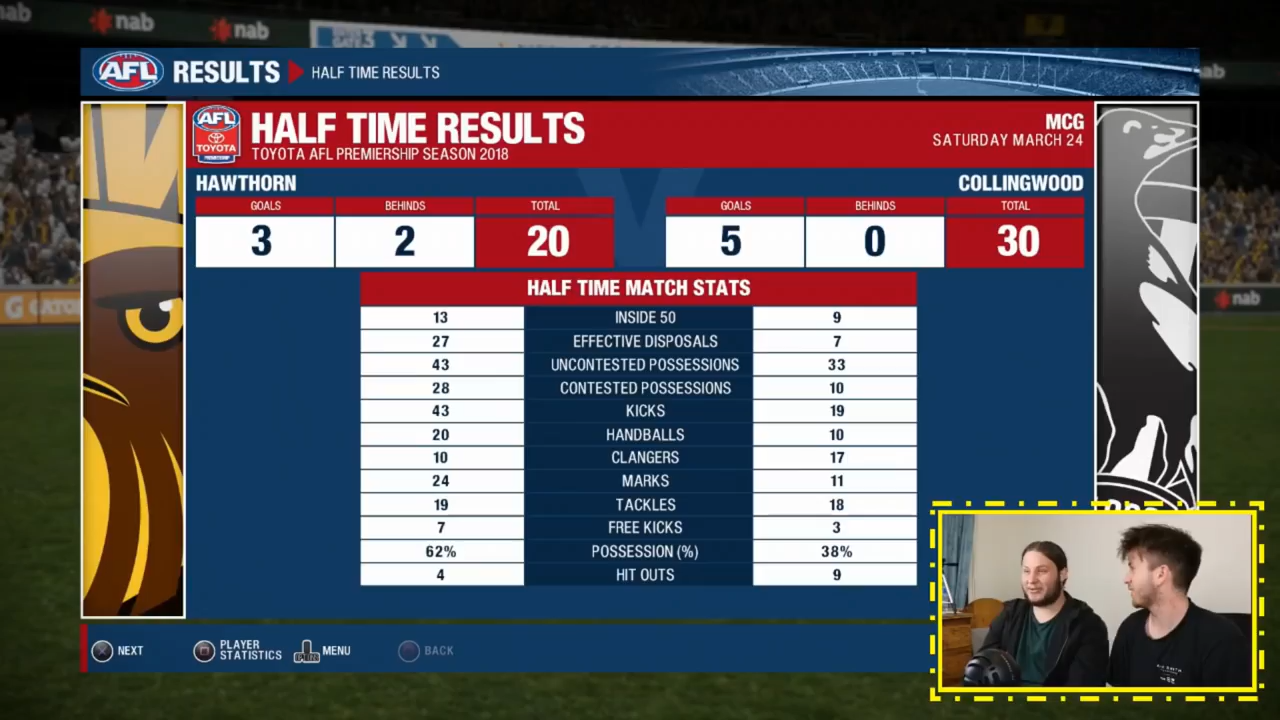 nab
nab
nab
GATE 3
AFL RESULTS HALF TIME RESULTS
ab
AFL
TOYOTA
HALF TIME RESULTS
TOYOTA AFL PREMIERSHIP SEASON 2018
MCG
SATURDAY MARCH 24
HAWTHORN COLLINGWOOD
GOALS BEHINDS TOTAL GOALS BEHINDS TOTAL
3 2 20 5 0 30
HALF TIME MATCH STATS
13 INSIDE 50 9
27 EFFECTIVE DISPOSALS 7
43 UNCONTESTED POSSESSIONS 33
28 CONTESTED POSSESSIONS 10
43 KICKS 19
20 HANDBALLS 10
10 CLANGERS 17
24 MARKS 11
19 TACKLES 18
7 FREE KICKS 3
62% POSSESSION (%) 38%
4 HIT OUTS 9
G GATOR
nab
NEXT PLAYER STATISTICS MENU BACK